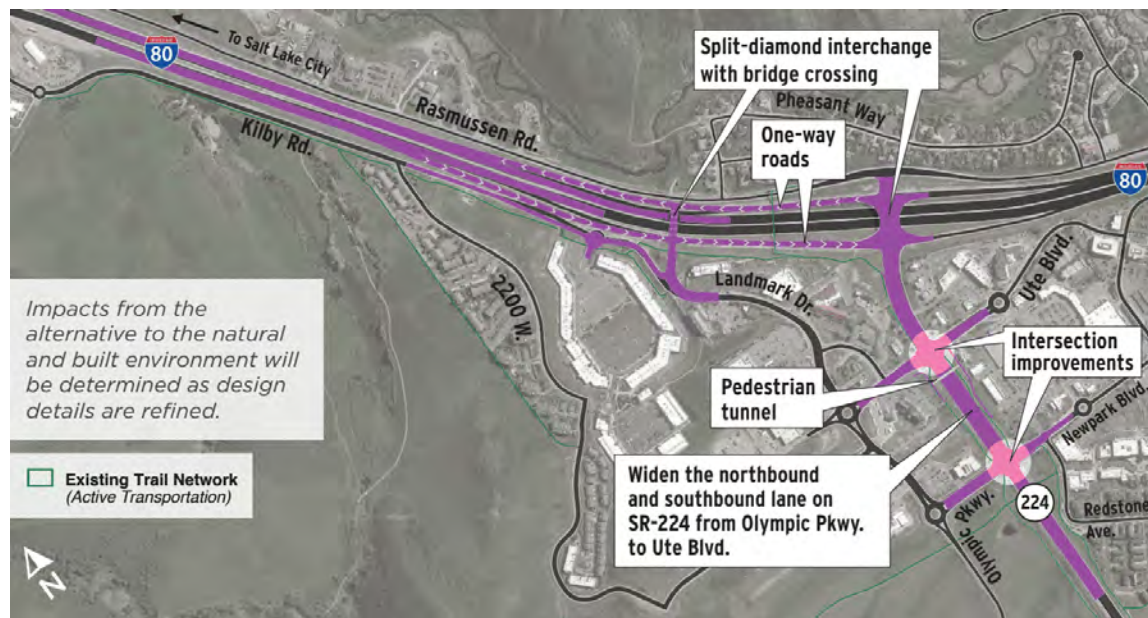 To Salt Lake City
80
Rasmussen Rd.
Kilby Rd.
Split-diamond interchange
with bridge crossing
Pheasant Way
One-way
roads
80
Ute Blvd.
2200 W.
Landmark Dr.
Impacts from the
alternative to the natural
and built environment will
be determined as design
details are refined.
Intersection
improvements
Pedestrian
tunnel
Newpark Blvd.
Widen the northbound
and southbound lane on
SR-224 from Olympic Pkwy.
to Ute Blvd.
Olympic Pkwy.
224
Redstone
Ave.
Existing Trail Network
(Active Transportation)
N